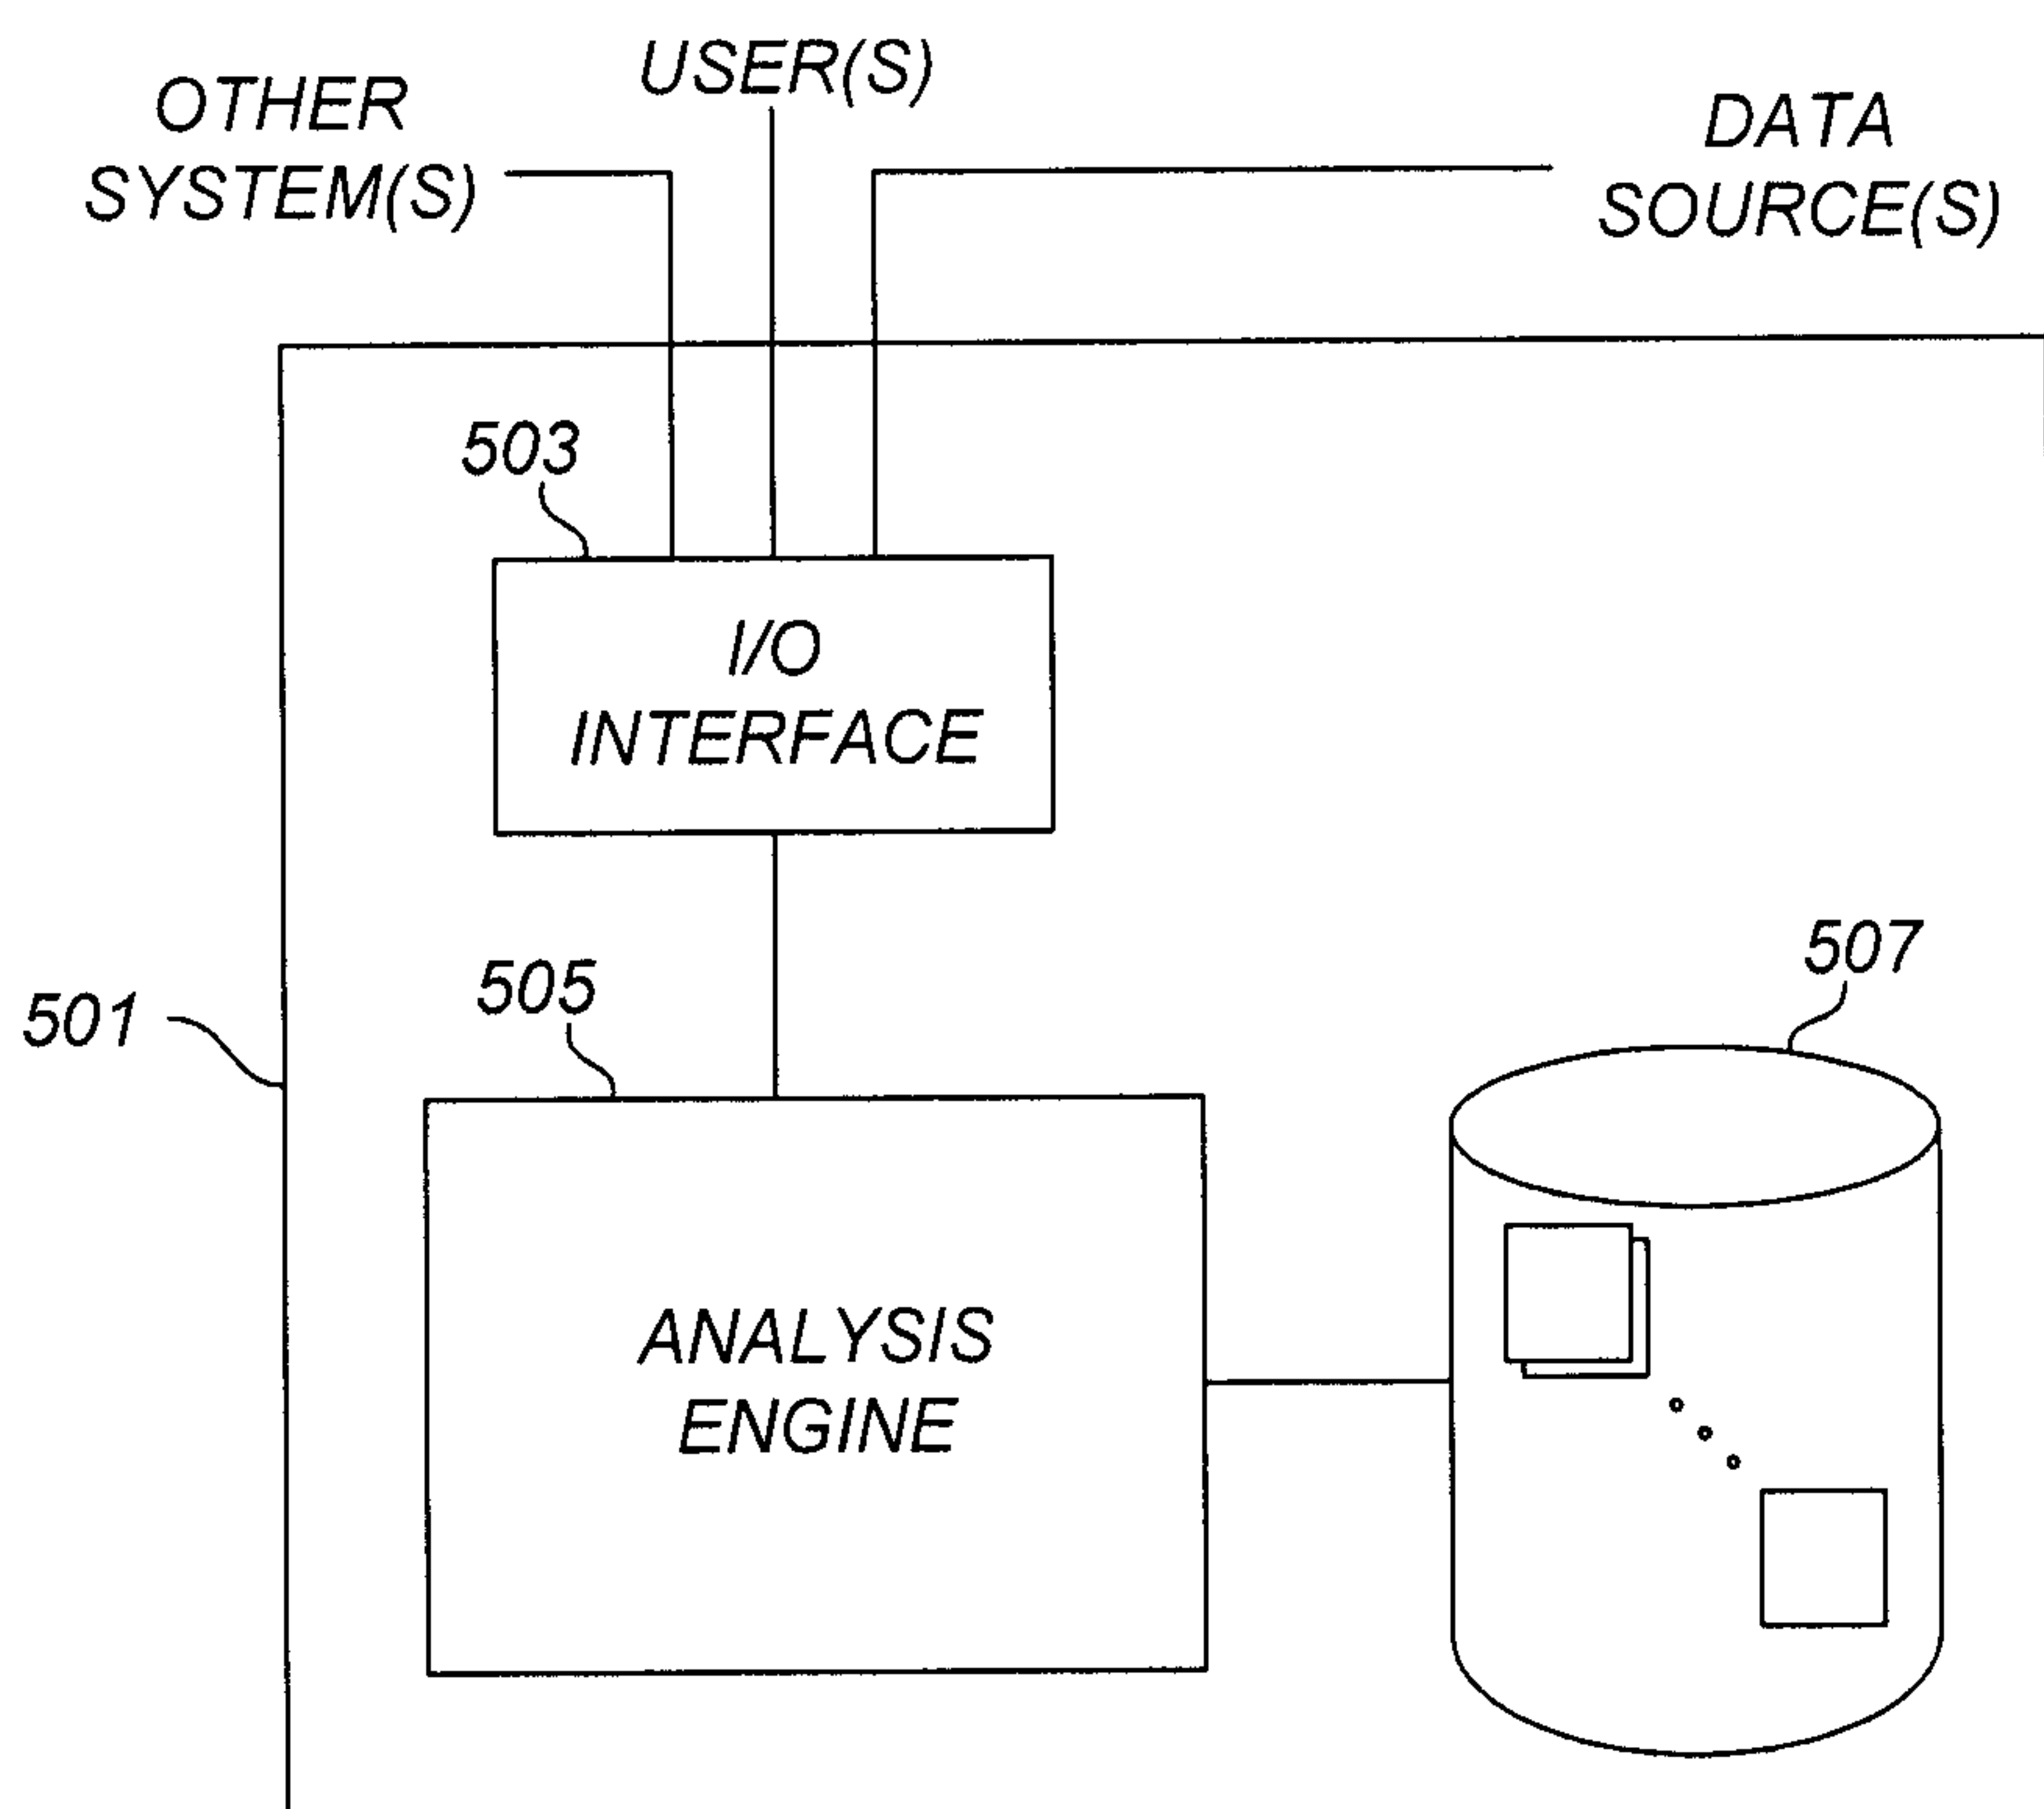 USER(S)
OTHER
SYSTEM(S)
DATA
SOURCE(S)
503
I/O
INTERFACE
507
505
501
ANALYSIS
ENGINE